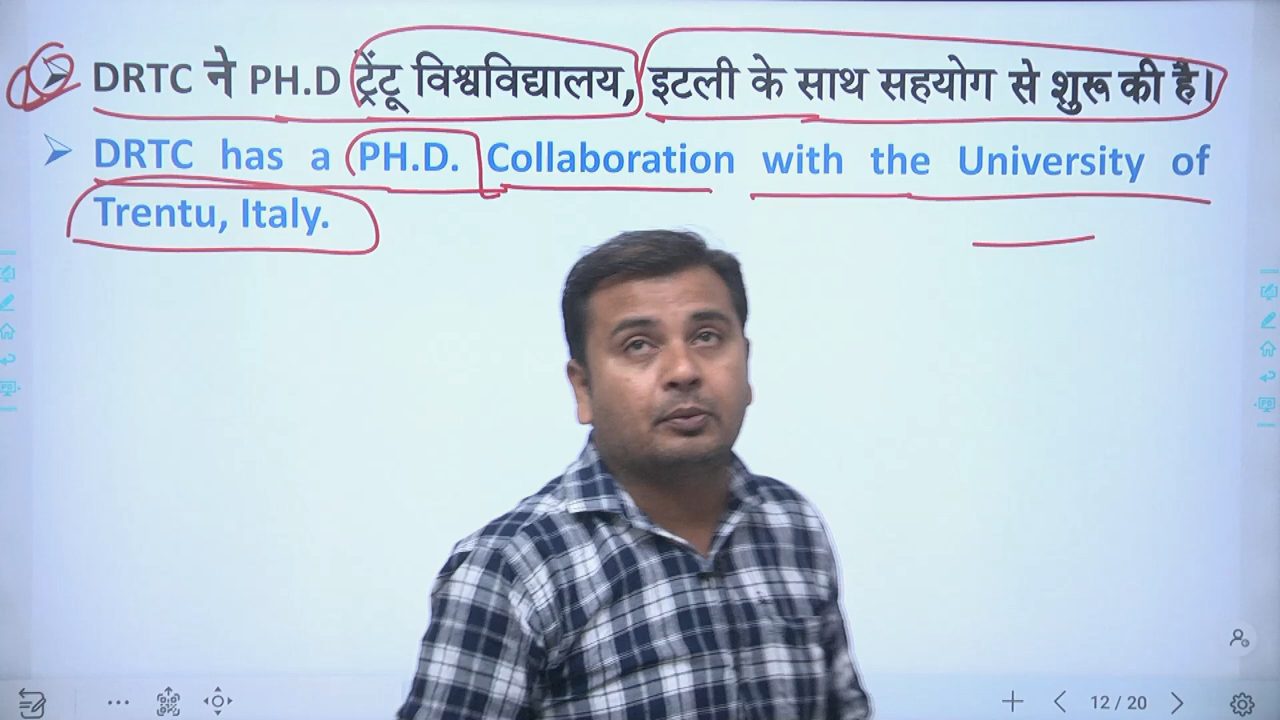 DRTC ने PH.D ट्रेंटू विश्वविद्यालय, इटली के साथ सहयोग से शुरू की है।
DRTC has a PH.D. Collaboration with the University of
Trentu, Italy.
12 / 20